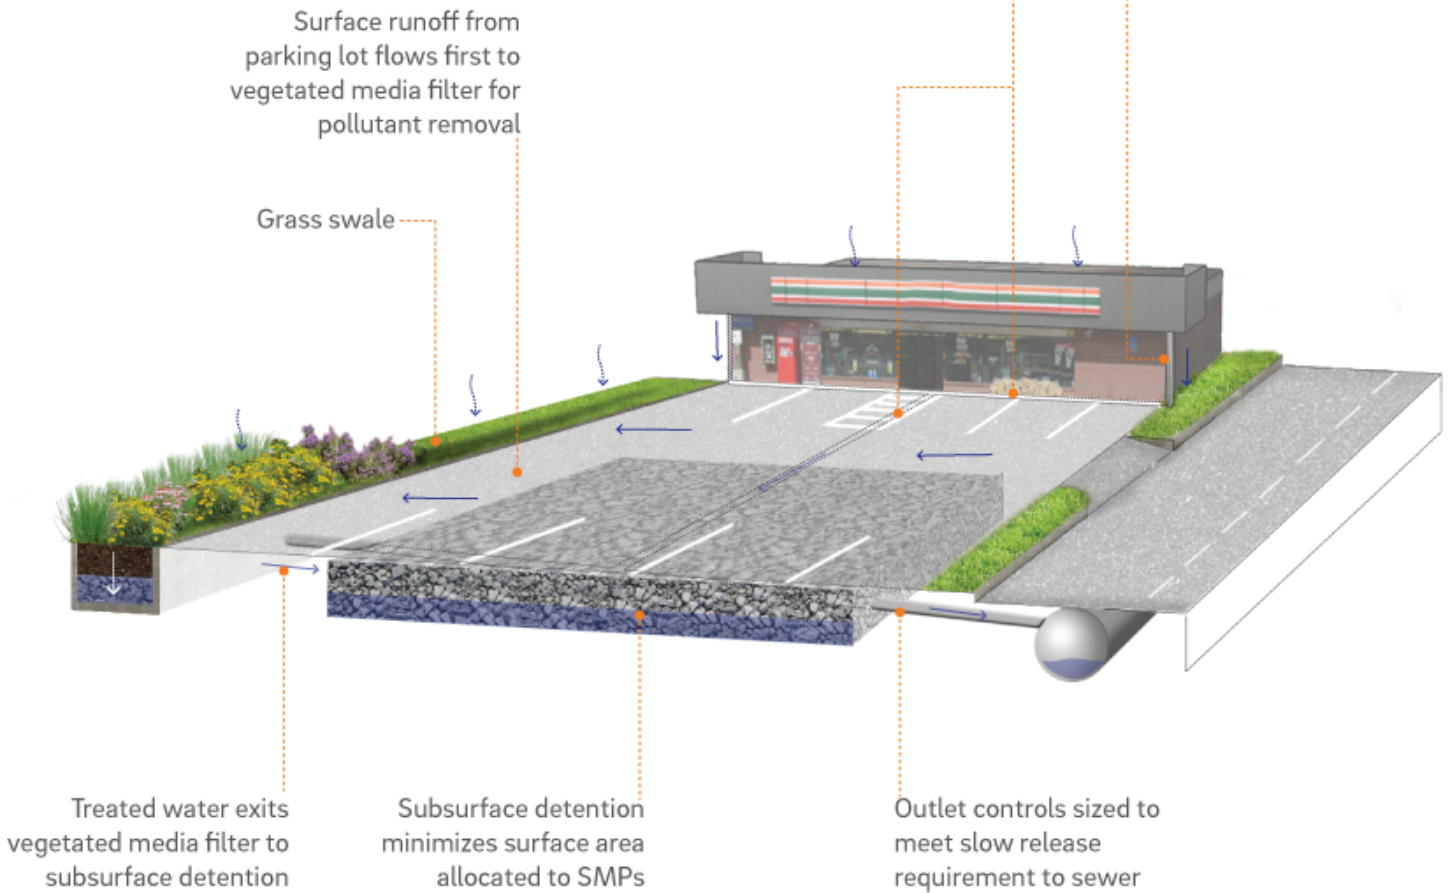 Surface runoff from
parking lot flows first to
vegetated media filter for
pollutant removal
Grass swale
Treated water exits
vegetated media filter to
subsurface detention
Subsurface detention
minimizes surface area
allocated to SMPs
Outlet controls sized to
meet slow release
requirement to sewer